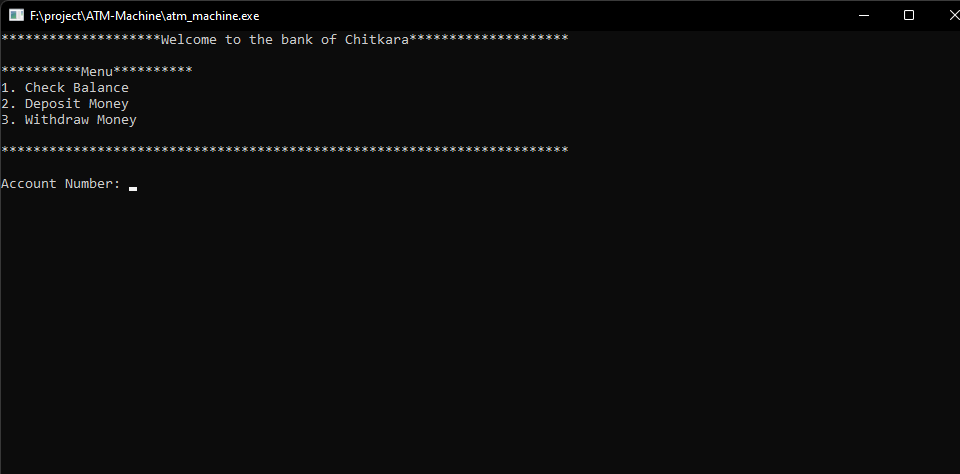 F:\project\ATM-Machine\atm_machine.exe
********************Welcome to the bank of Chitkara********************
**********Menu**********
1. Check Balance
2. Deposit Money
3. Withdraw Money
***********************************************************************
Account Number: